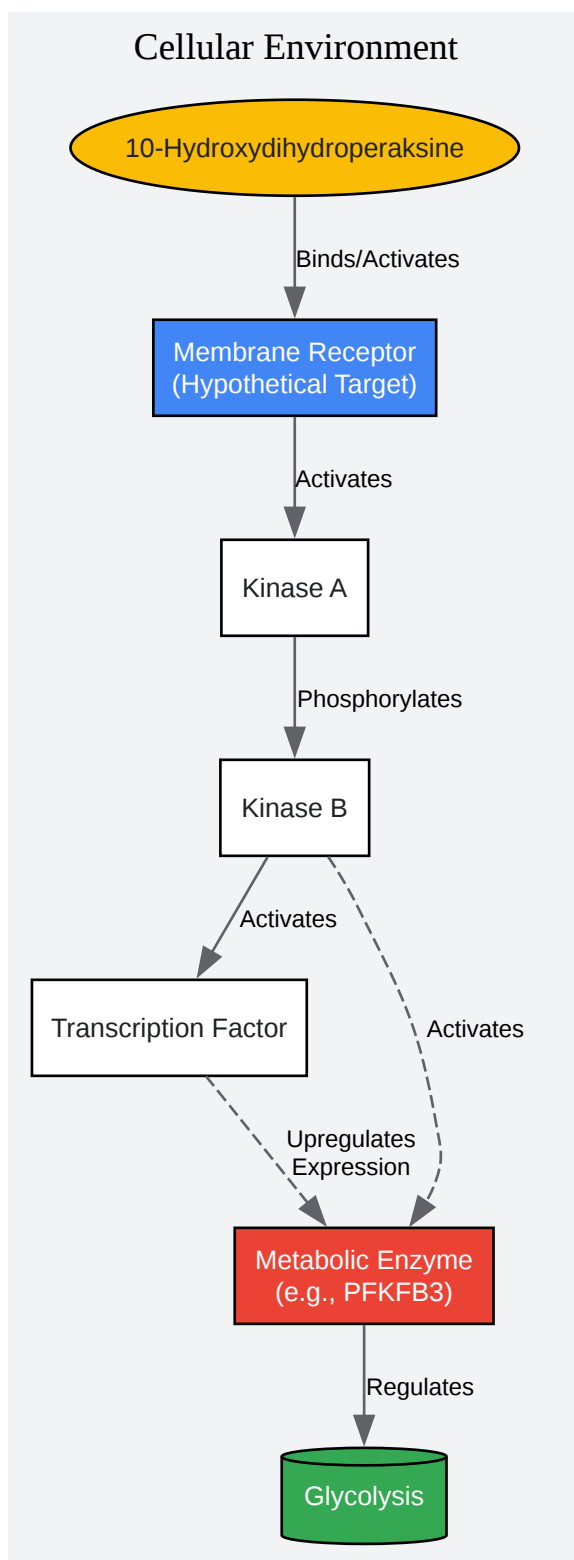 Cellular Environment
10-Hydroxydihydroperaksine
Binds/Activates
Membrane Receptor
(Hypothetical Target)
Activates
Kinase A
Phosphorylates
Kinase B
Activates
Transcription Factor
Activates
Upregulates
Expression
Metabolic Enzyme
(e.g., PFKFB3)
Regulates
Glycolysis